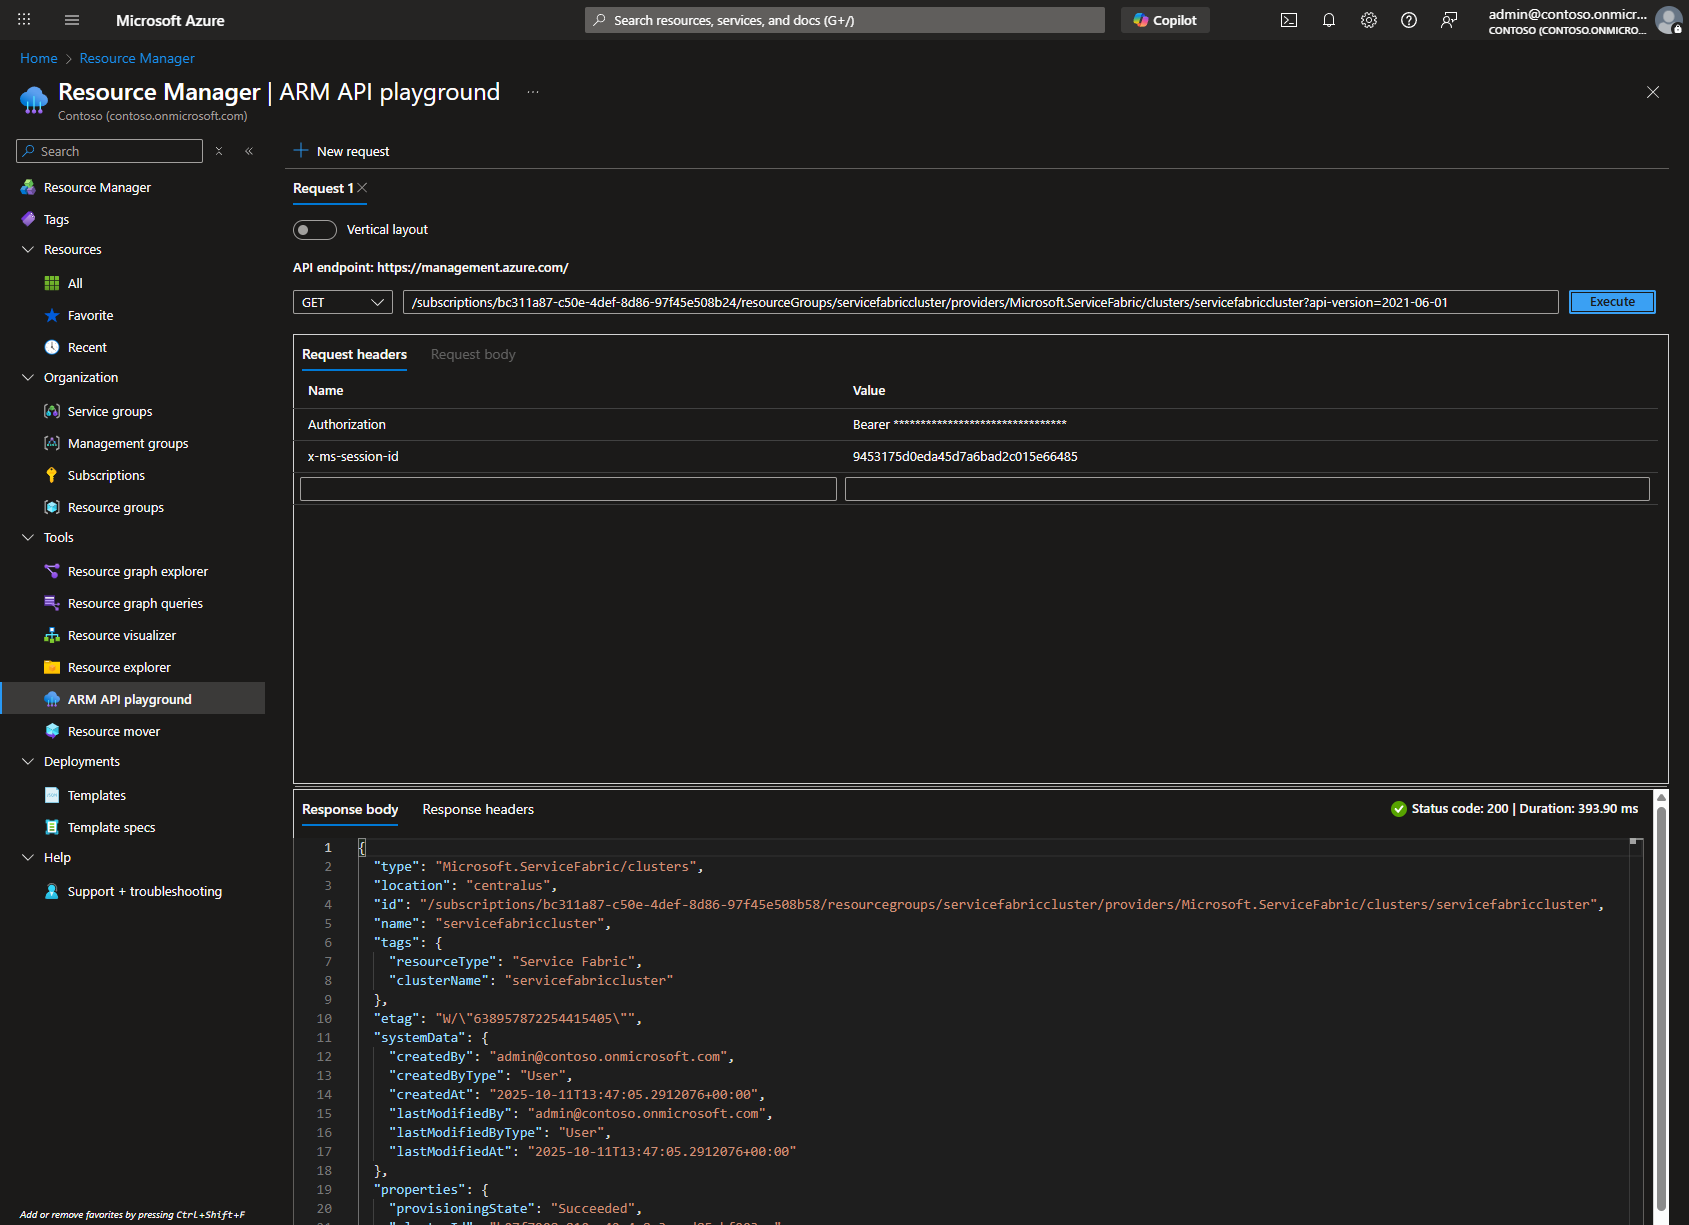 Microsoft Azure
Search resources, services, and docs (G+/)
Copilot
admin@contoso.onmicr...
CONTOSO (CONTOSO.ONMICRO...
Home > Resource Manager
Resource Manager | ARM API playground ...
Contoso (contoso.onmicrosoft.com)
Search
Resource Manager
Tags
Resources
All
Favorite
Recent
Organization
Service groups
Management groups
Subscriptions
Resource groups
Tools
Resource graph explorer
Resource graph queries
Resource visualizer
Resource explorer
ARM API playground
Resource mover
Deployments
Templates
Template specs
Help
Support + troubleshooting
Add or remove favorites by pressing Ctrl+Shift+F
New request
Request 1
Vertical layout
API endpoint: https://management.azure.com/
GET
/subscriptions/bc311a87-c50e-4def-8d86-97f45e508b24/resourceGroups/servicefabriccluster/providers/Microsoft.ServiceFabric/clusters/servicefabriccluster?api-version=2021-06-01
Execute
Request headers Request body
Name Value
Authorization Bearer ********************************
x-ms-session-id 9453175d0eda45d7a6bad2c015e66485
Response body Response headers
Status code: 200 | Duration: 393.90 ms
1 {
2 "type": "Microsoft.ServiceFabric/clusters",
3 "location": "centralus",
4 "id": "/subscriptions/bc311a87-c50e-4def-8d86-97f45e508b58/resourcegroups/servicefabriccluster/providers/Microsoft.ServiceFabric/clusters/servicefabriccluster",
5 "name": "servicefabriccluster",
6 "tags": {
7 "resourceType": "Service Fabric",
8 "clusterName": "servicefabriccluster"
9 },
10 "etag": "W/\"638957872254415405\"",
11 "systemData": {
12 "createdBy": "admin@contoso.onmicrosoft.com",
13 "createdByType": "User",
14 "createdAt": "2025-10-11T13:47:05.2912076+00:00",
15 "lastModifiedBy": "admin@contoso.onmicrosoft.com",
16 "lastModifiedByType": "User",
17 "lastModifiedAt": "2025-10-11T13:47:05.2912076+00:00"
18 },
19 "properties": {
20 "provisioningState": "Succeeded",